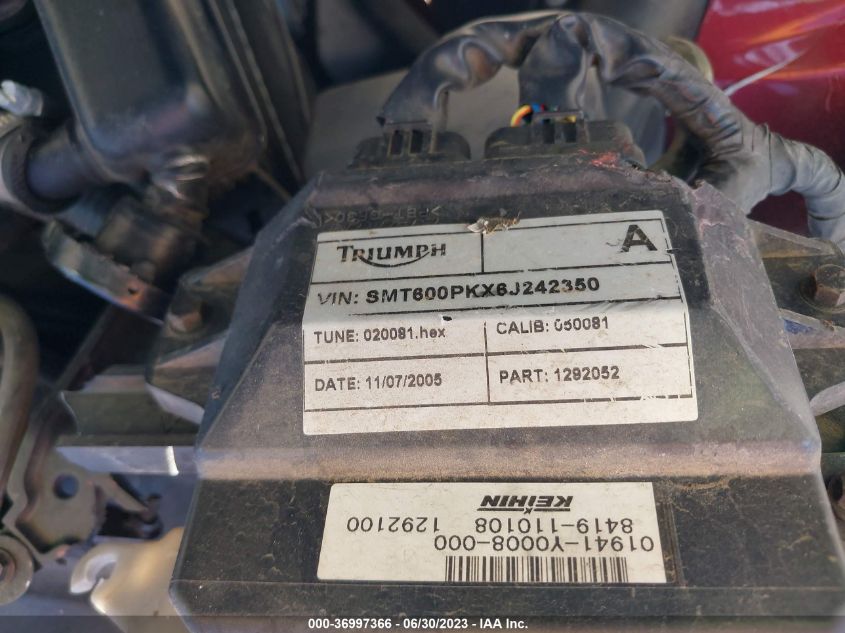 TRIUMPH
A
VIN: SMT600PKX6J242350
TUNE: 020081.hex
CALIB: 050081
DATE: 11/07/2005
PART: 1292052
KEIHIN
8419-110108 1292100
01941-Y0008-000
000-36997366 - 06/30/2023 - IAA Inc.